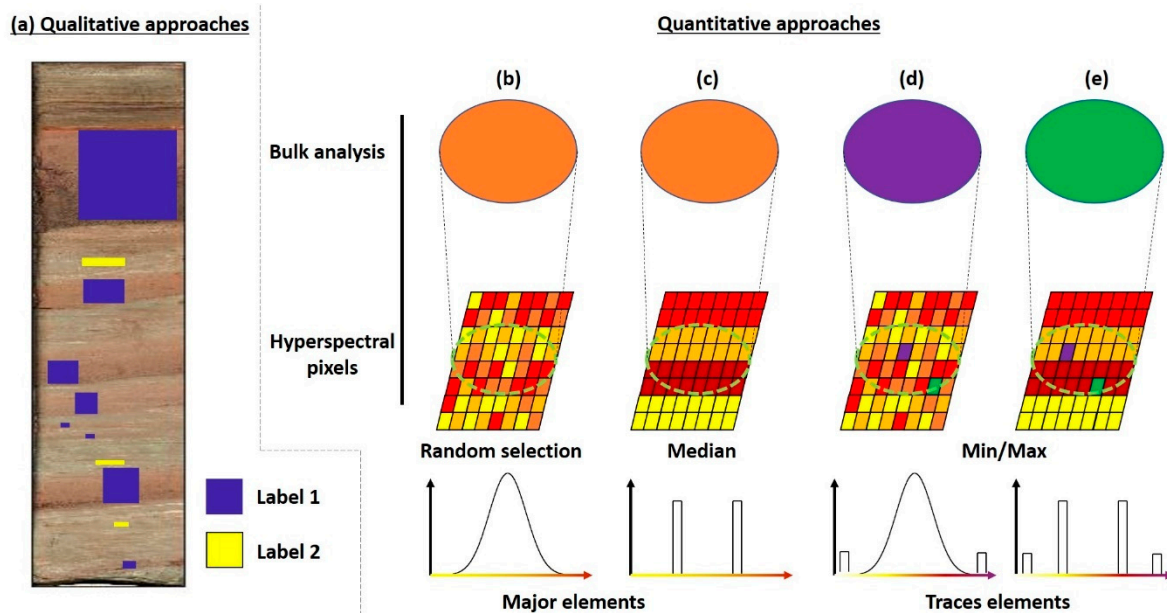 (a) Qualitative approaches
Label 1
Label 2
Quantitative approaches
(b)
(c)
(d)
(e)
Bulk analysis
Hyperspectral
pixels
Random selection
Median
Min/Max
Major elements
Traces elements